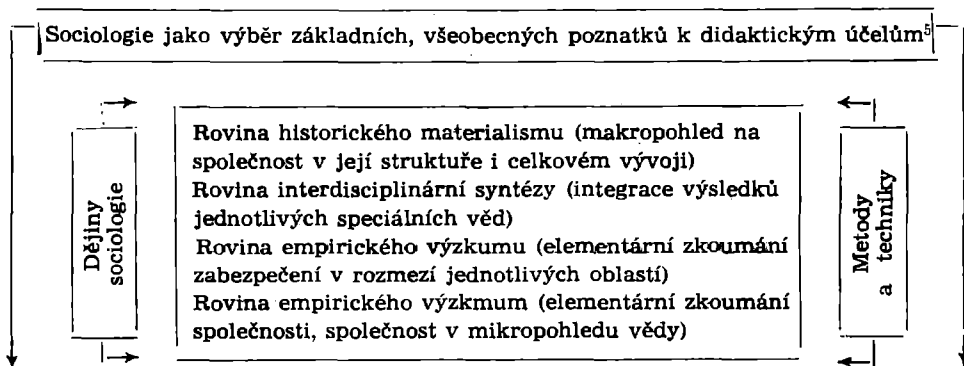 Sociologie jako výběr základních, všeobecných poznatků k didaktickým účelům⁵
Dějiny
sociologie
Rovina historického materialismu (makropohled na
společnost v její struktuře i celkovém vývoji)
Rovina interdisciplinární syntézy (integrace výsledků
jednotlivých speciálních věd)
Rovina empirického výzkumu (elementární zkoumání
zabezpečení v rozmezí jednotlivých oblastí)
Rovina empirického výzkmum (elementární zkoumání
společnosti, společnost v mikropohledu vědy)
Metody
a techniky